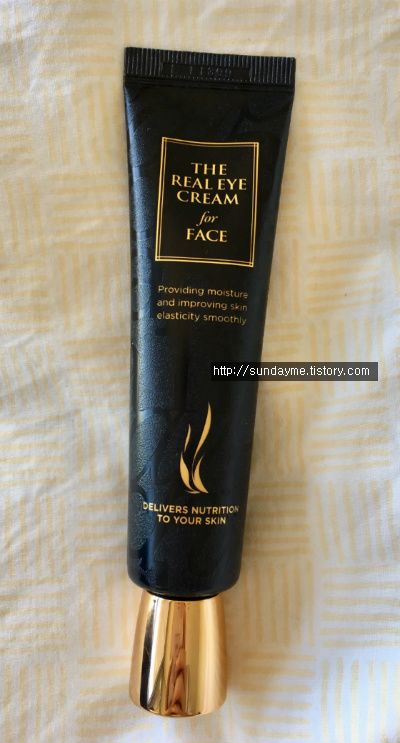 THE
REAL EYE
CREAM
for
FACE
Providing moisture
and improving skin
elasticity smoothly
http://sundayme.tistory.com
DELIVERS NUTRITION
TO YOUR SKIN